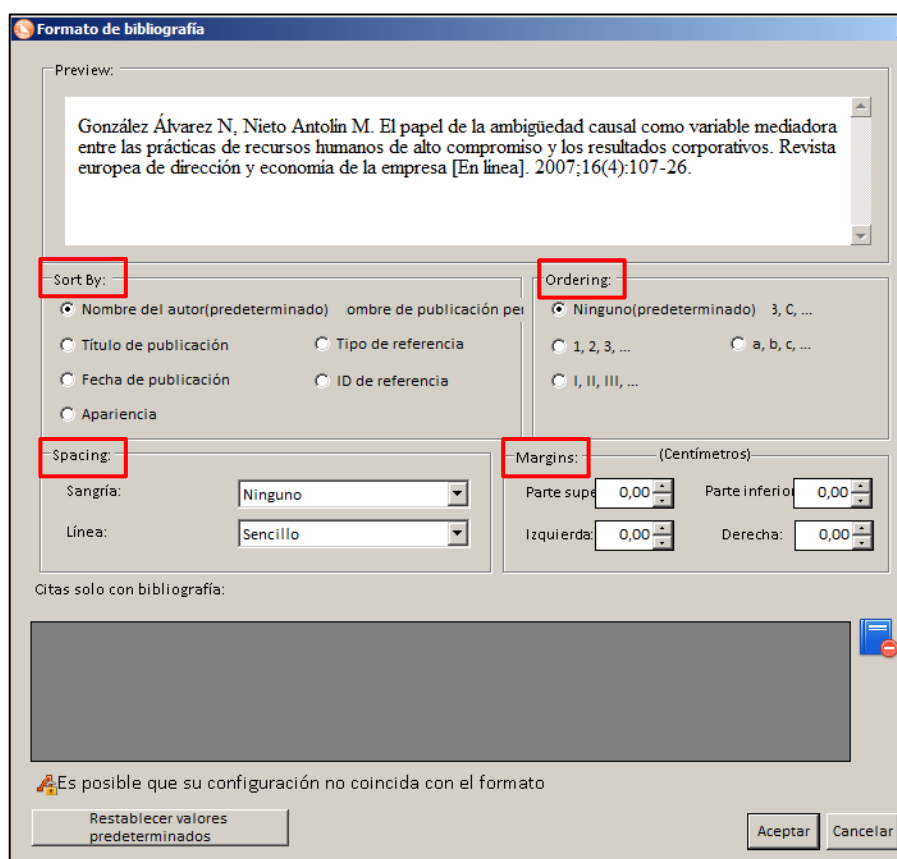 Formato de bibliografía
Preview:
González Álvarez N, Nieto Antolín M. El papel de la ambigüedad causal como variable mediadora
entre las prácticas de recursos humanos de alto compromiso y los resultados corporativos. Revista
europea de dirección y economía de la empresa [En línea]. 2007;16(4):107-26.
Sort By:
Nombre del autor(predeterminado) ombre de publicación per
Título de publicación Tipo de referencia
Fecha de publicación ID de referencia
Apariencia
Ordering:
Ninguno(predeterminado) 3, C, ...
1, 2, 3, ... a, b, c, ...
I, II, III, ...
Spacing:
Sangría: Ninguno
Línea: Sencillo
Margins: (Centímetros)
Parte supe 0,00 Parte inferio 0,00
Izquierda: 0,00 Derecha: 0,00
Citas solo con bibliografía:
Es posible que su configuración no coincida con el formato
Restablecer valores
predeterminados
Aceptar Cancelar